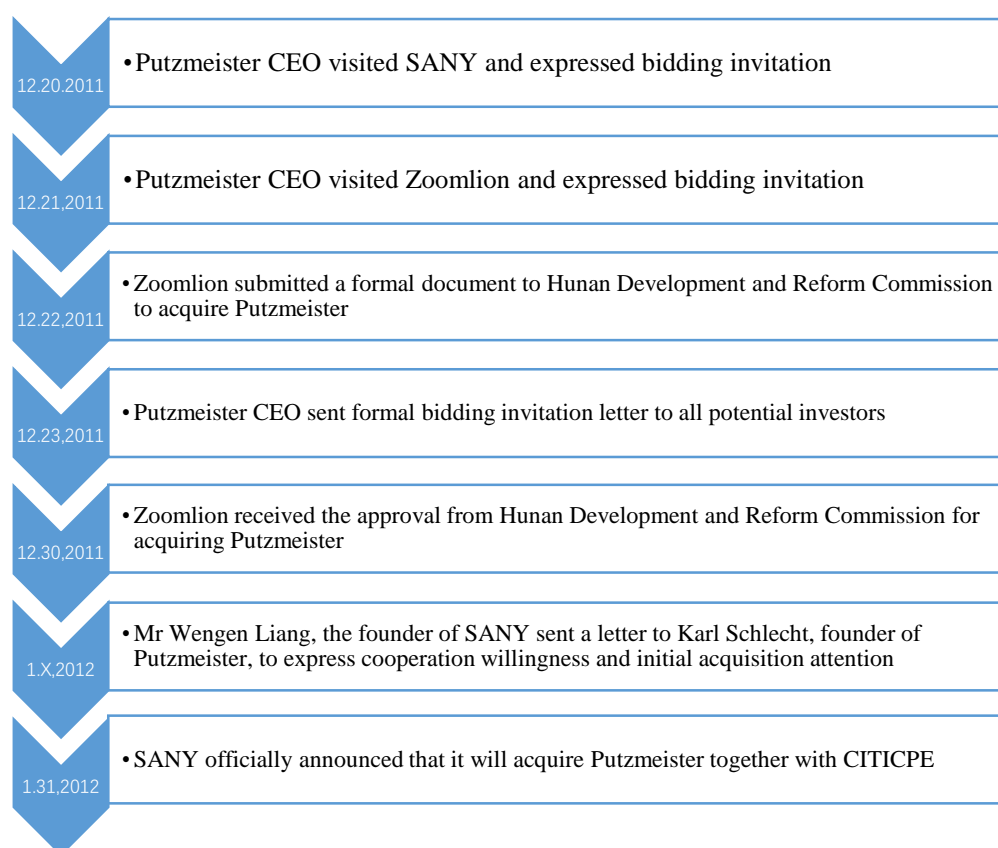 12.20.2011
•Putzmeister CEO visited SANY and expressed bidding invitation
12.21,2011
•Putzmeister CEO visited Zoomlion and expressed bidding invitation
12.22,2011
•Zoomlion submitted a formal document to Hunan Development and Reform Commission
to acquire Putzmeister
12.23,2011
•Putzmeister CEO sent formal bidding invitation letter to all potential investors
12.30,2011
•Zoomlion received the approval from Hunan Development and Reform Commission for
acquiring Putzmeister
1.X,2012
•Mr Wengen Liang, the founder of SANY sent a letter to Karl Schlecht, founder of
Putzmeister, to express cooperation willingness and initial acquisition attention
1.31,2012
•SANY officially announced that it will acquire Putzmeister together with CITICPE